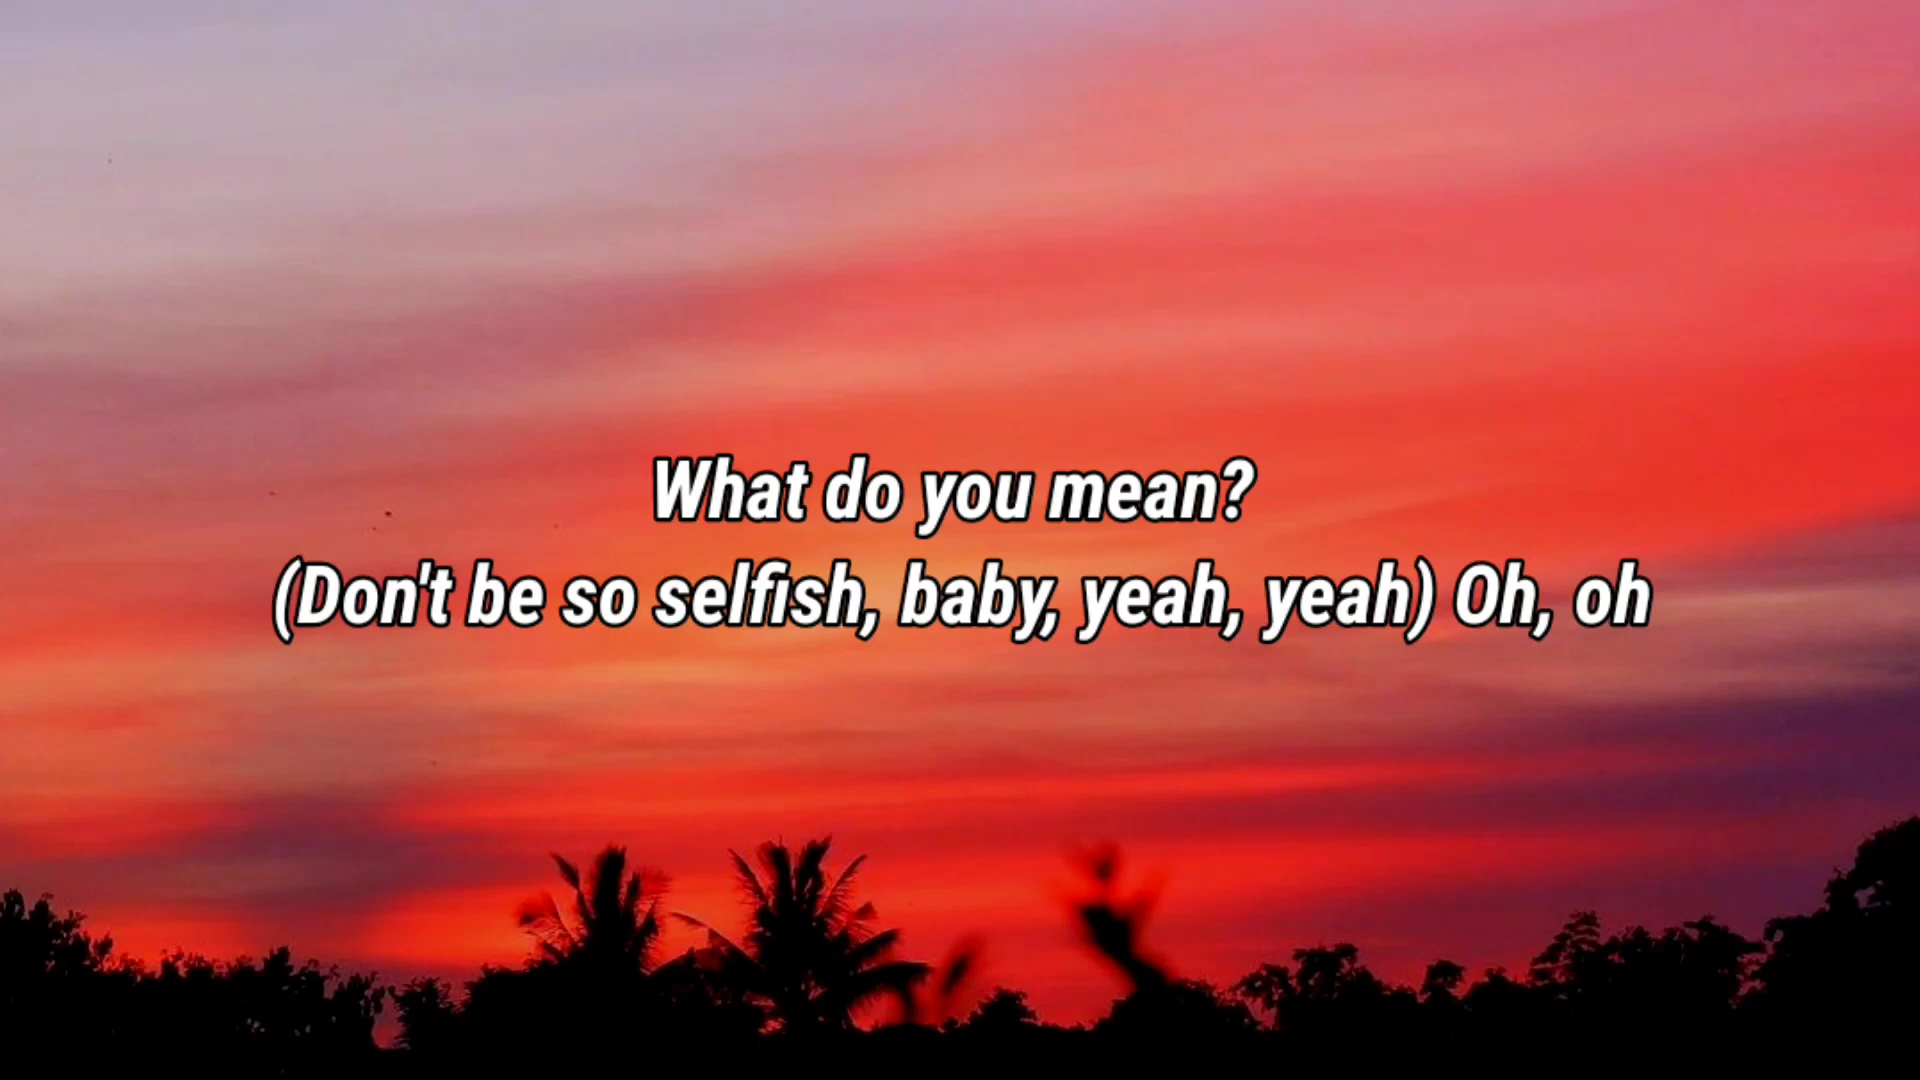 What do you mean?
(Don't be so selfish, baby, yeah, yeah) Oh, oh